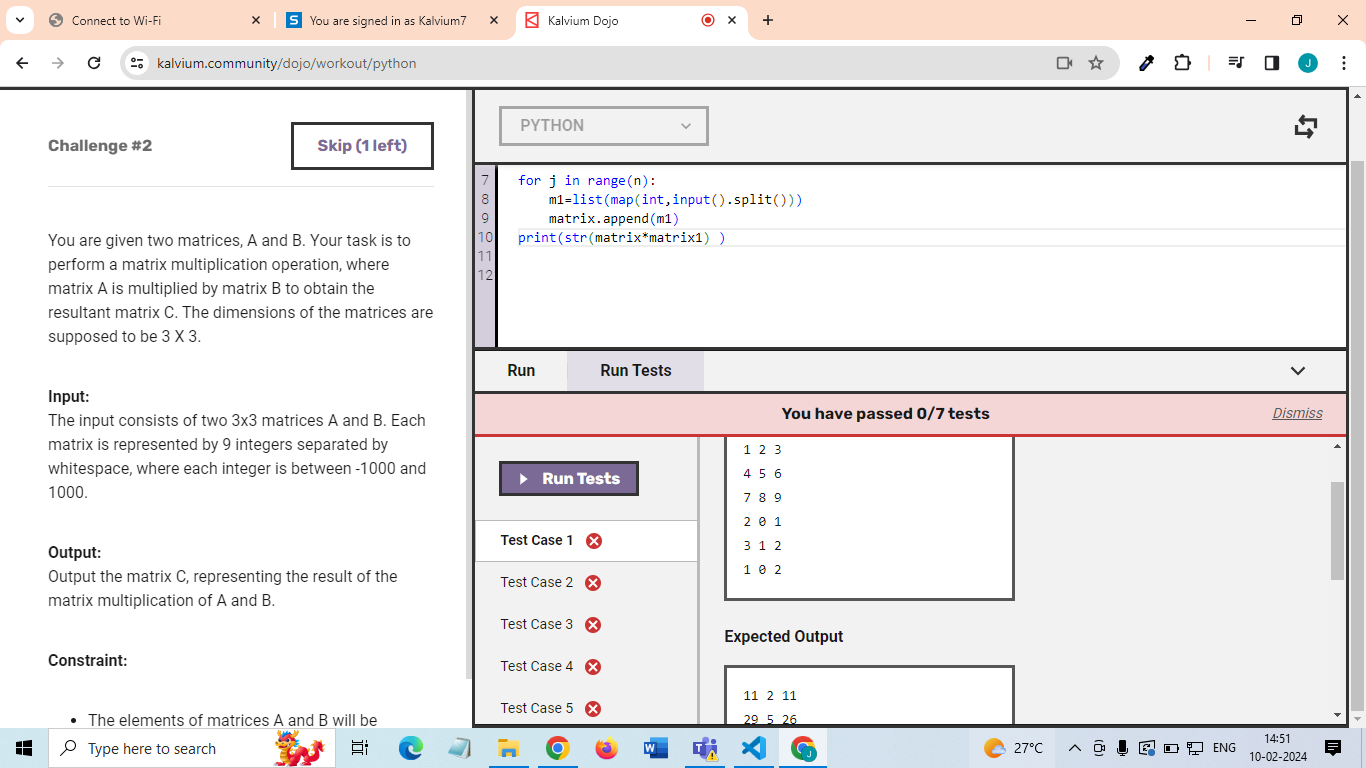 Connect to Wi-Fi
You are signed in as Kalvium7
Kalvium Dojo
kalvium.community/dojo/workout/python
J
Challenge #2
Skip (1 left)
You are given two matrices, A and B. Your task is to
perform a matrix multiplication operation, where
matrix A is multiplied by matrix B to obtain the
resultant matrix C. The dimensions of the matrices are
supposed to be 3 X 3.
Input:
The input consists of two 3x3 matrices A and B. Each
matrix is represented by 9 integers separated by
whitespace, where each integer is between -1000 and
1000.
Output:
Output the matrix C, representing the result of the
matrix multiplication of A and B.
Constraint:
• The elements of matrices A and B will be
PYTHON
7 for j in range(n):
8 m1=list(map(int,input().split()))
9 matrix.append(m1)
10 print(str(matrix*matrix1) )
11
12
Run
Run Tests
You have passed 0/7 tests
Dismiss
Run Tests
Test Case 1
Test Case 2
Test Case 3
Test Case 4
Test Case 5
1 2 3
4 5 6
7 8 9
2 0 1
3 1 2
1 0 2
Expected Output
11 2 11
29 5 26
Type here to search
27°C
ENG
14:51
10-02-2024